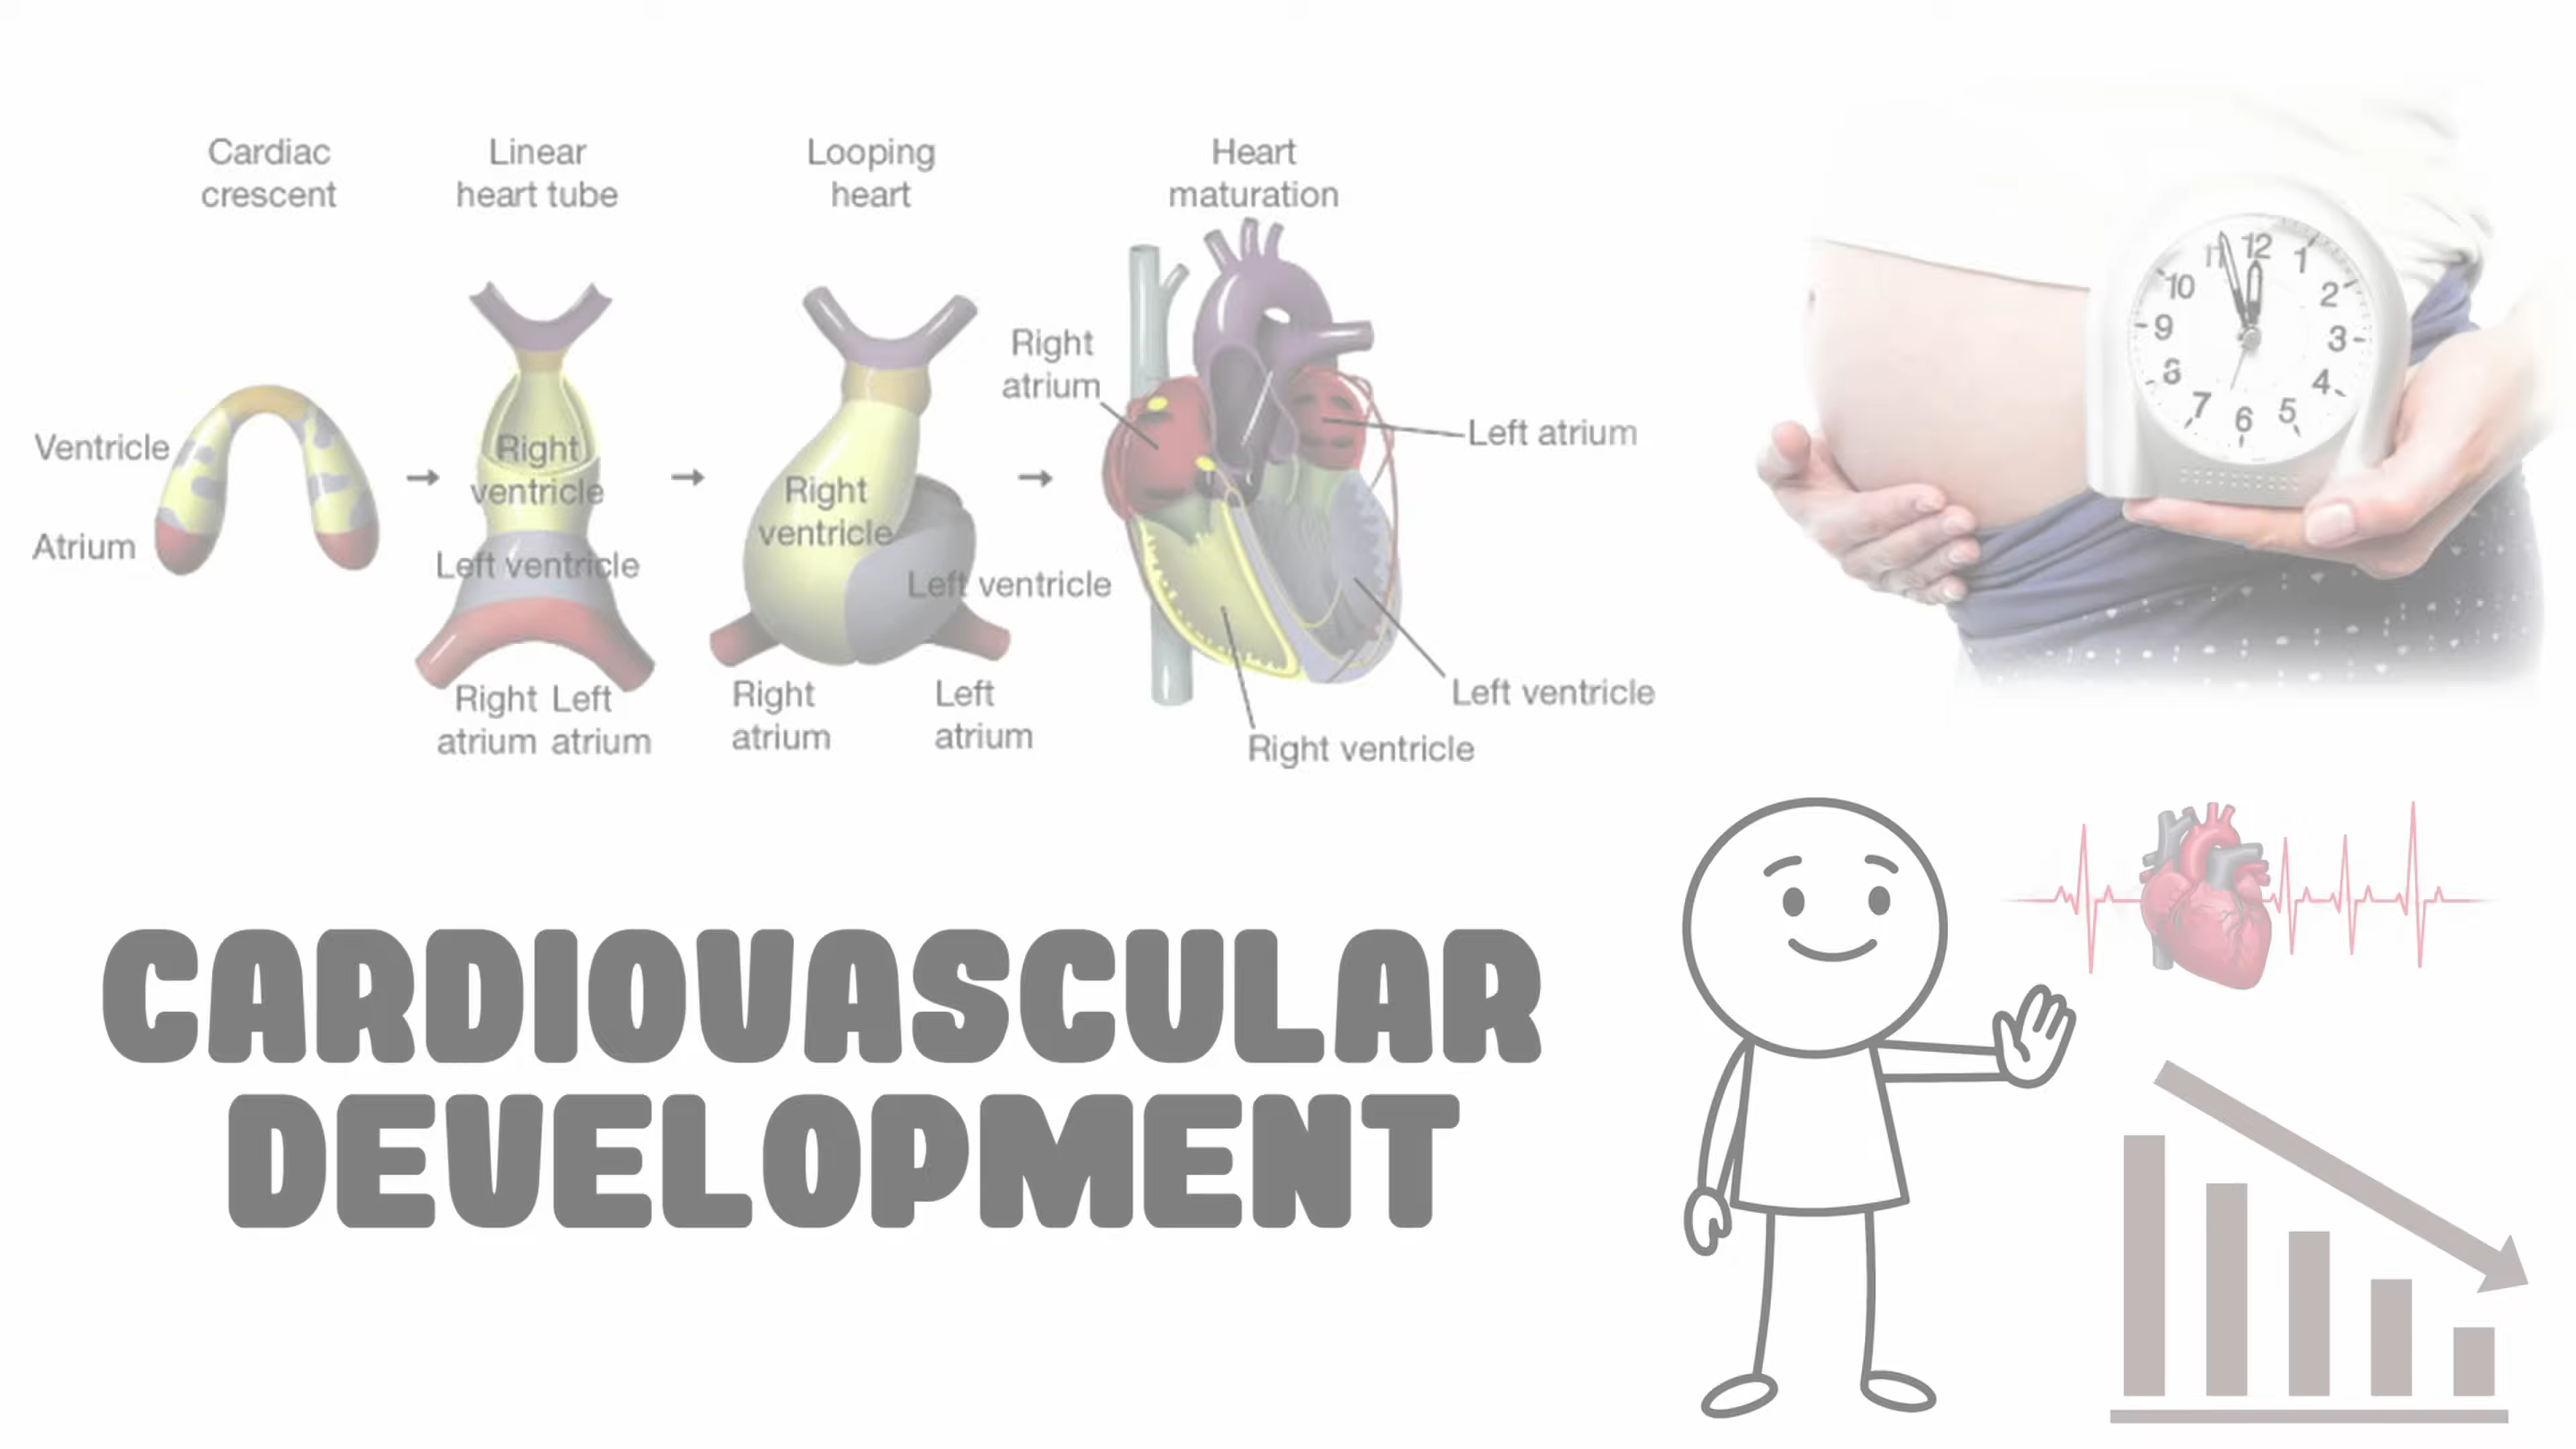 Cardiac
crescent
Linear
heart tube
Looping
heart
Heart
maturation
Ventricle
Atrium
Right
ventricle
Left ventricle
Right Left
atrium atrium
Right
ventricle
Left ventricle
Right
atrium
Left
atrium
Right
atrium
Left atrium
Left ventricle
Right ventricle
12
1
2
3
4
5
6
7
8
9
10
11
CARDIOVASCULAR
DEVELOPMENT